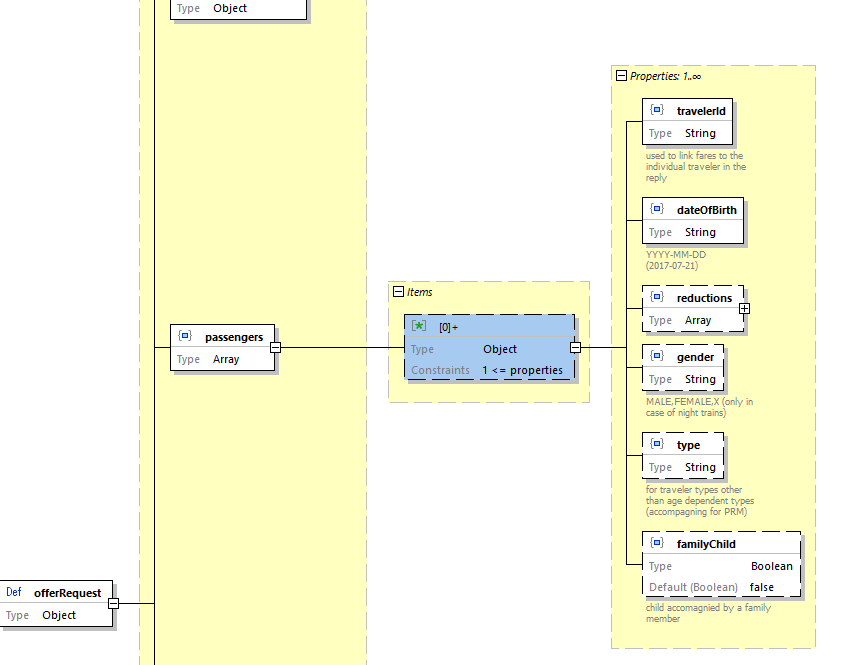 Type Object
Properties: 1..∞
{=} travelerId
Type String
used to link fares to the
individual traveler in the
reply
{=} dateOfBirth
Type String
YYYY-MM-DD
(2017-07-21)
{=} reductions
Type Array
Items
[*] [0]+
Type Object
Constraints 1 <= properties
{=} passengers
Type Array
{=} gender
Type String
MALE,FEMALE,X (only in
case of night trains)
{=} type
Type String
for traveler types other
than age dependent types
(accompagning for PRM)
{=} familyChild
Type Boolean
Default (Boolean) false
child accomagnied by a family
member
Def offerRequest
Type Object